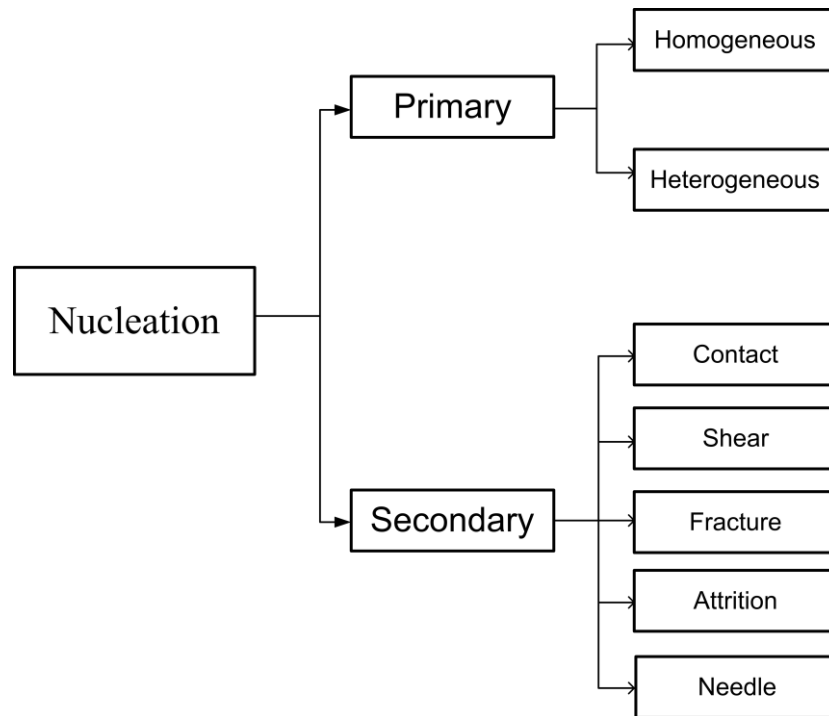 Nucleation
Primary
Homogeneous
Heterogeneous
Secondary
Contact
Shear
Fracture
Attrition
Needle